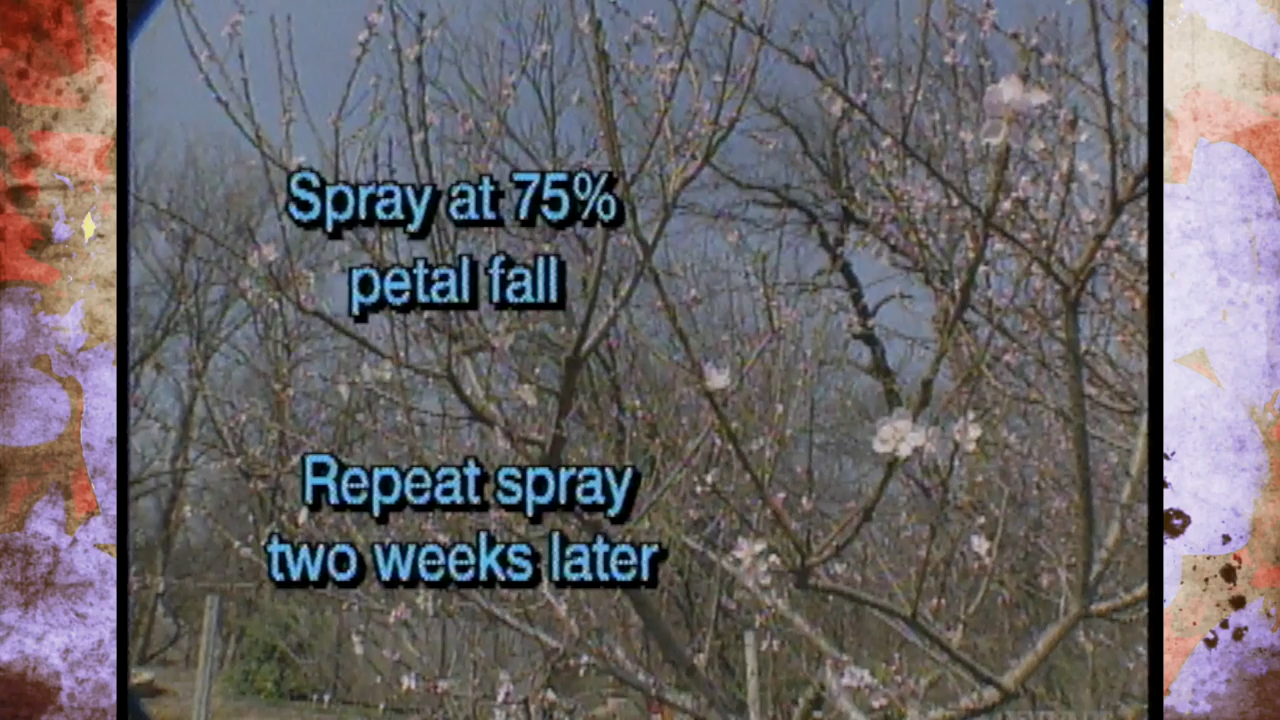 Spray at 75%
petal fall
Repeat spray
two weeks later